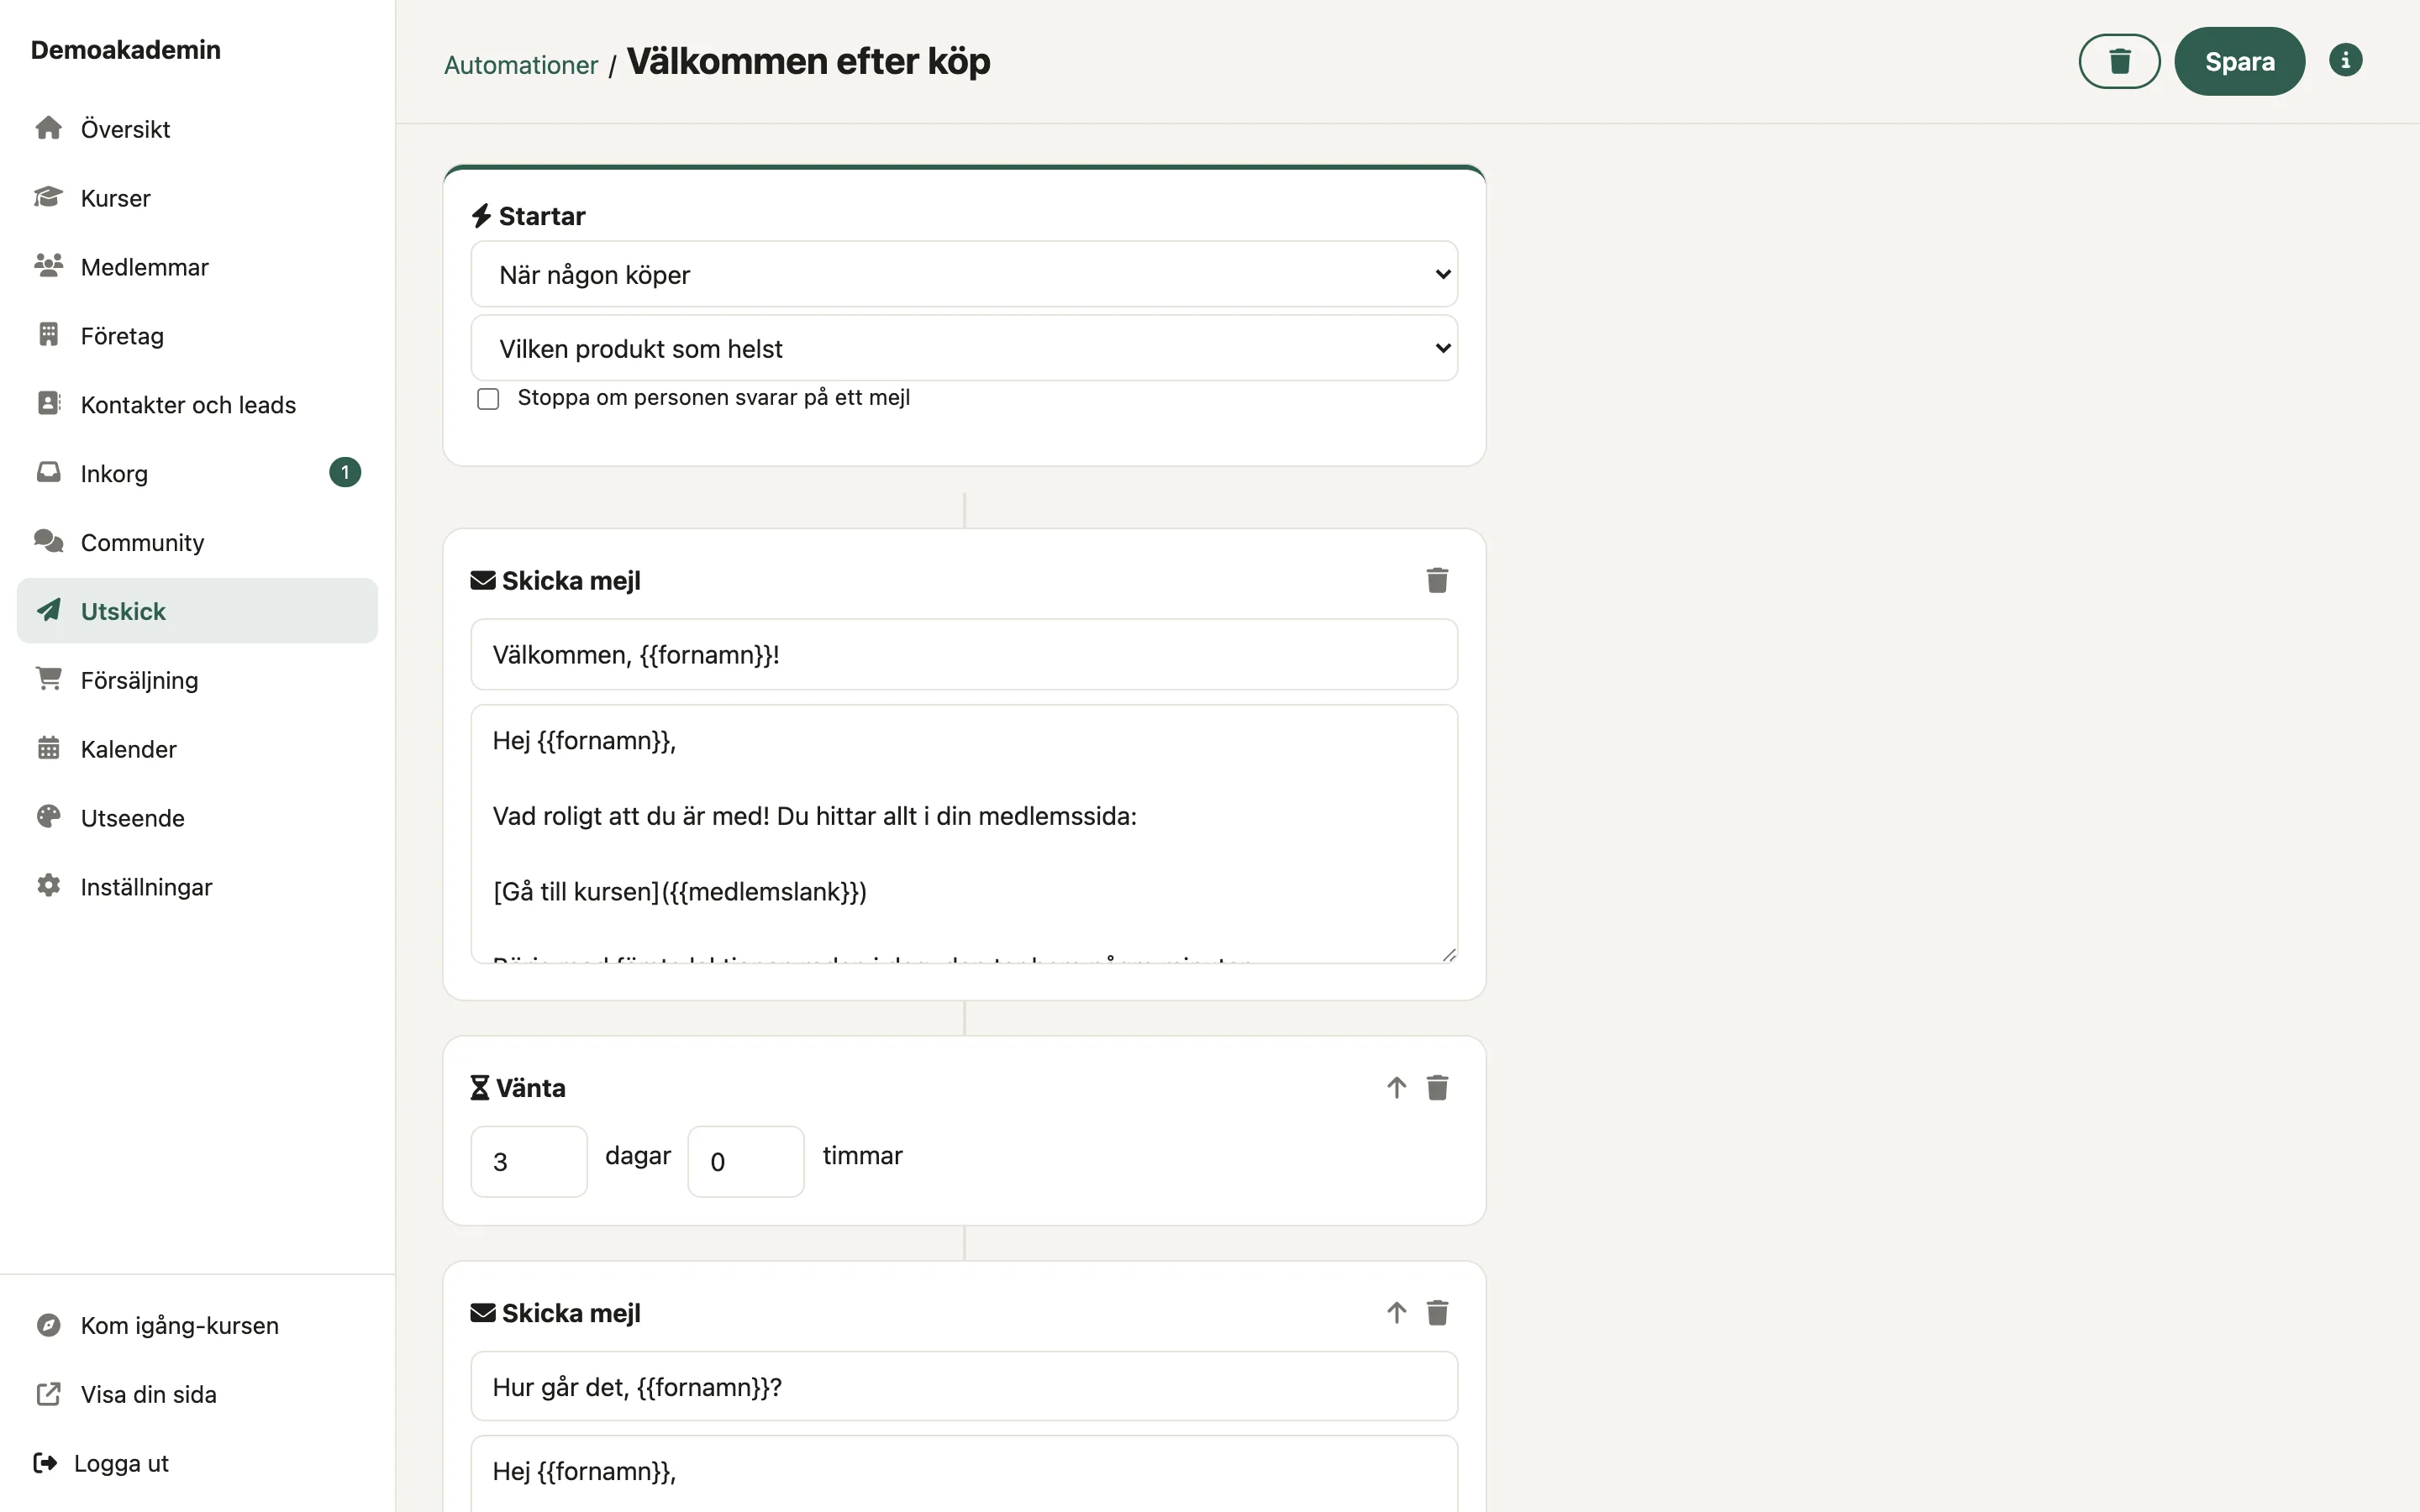 Demoakademin
Översikt
Kurser
Medlemmar
Företag
Kontakter och leads
Inkorg 1
Community
Utskick
Försäljning
Kalender
Utseende
Inställningar
Kom igång-kursen
Visa din sida
Logga ut
Automationer / Välkommen efter köp
Spara
Startar
När någon köper
Vilken produkt som helst
Stoppa om personen svarar på ett mejl
Skicka mejl
Välkommen, {{fornamn}}!
Hej {{fornamn}},
Vad roligt att du är med! Du hittar allt i din medlemssida:
[Gå till kursen]({{medlemslank}})
Vänta
3 dagar 0 timmar
Skicka mejl
Hur går det, {{fornamn}}?
Hej {{fornamn}},